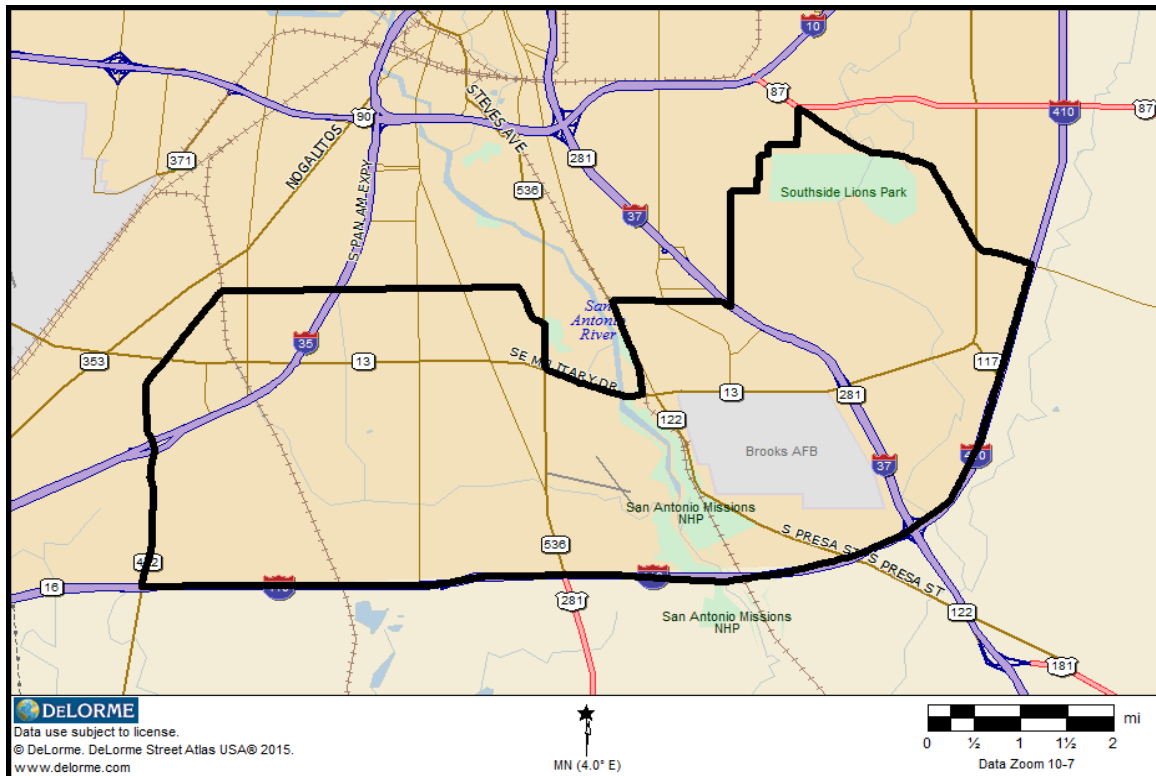 10
87
410
87
90
STEVES AVE
371
NOGALITOS
281
536
Southside Lions Park
37
S PAN AM EXPY
San
Antonio
River
35
353
13
SE MILITARY DR
117
13
281
122
Brooks AFB
37
San Antonio Missions
NHP
S PRESA ST
S PRESA ST
536
16
281
San Antonio Missions
NHP
122
181
DELORME
Data use subject to license.
© DeLorme. DeLorme Street Atlas USA® 2015.
www.delorme.com
MN (4.0° E)
mi
0 ½ 1 1½ 2
Data Zoom 10-7